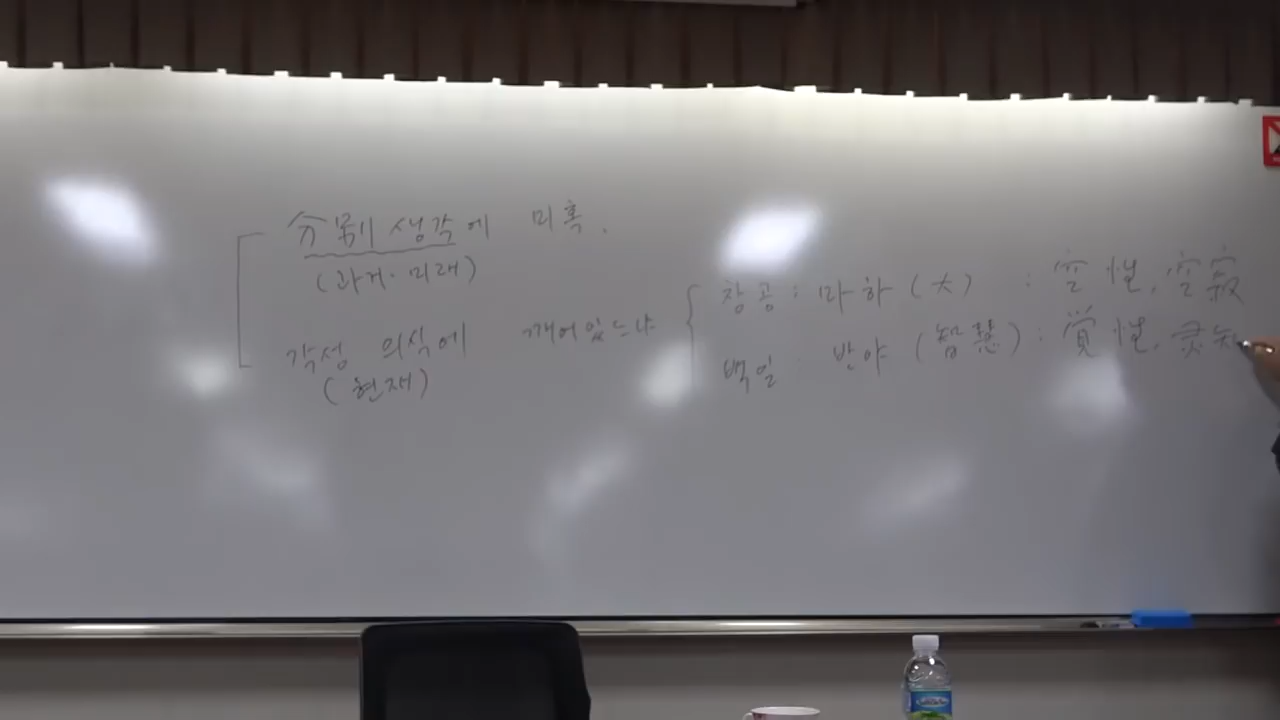 分別 생각에 미혹.
(과거·미래)
각성 의식에 깨어있느냐
(현재)
창공 : 마하 (大) : 空性, 空寂
백일 : 반야 (智慧) : 覚性, 灵知